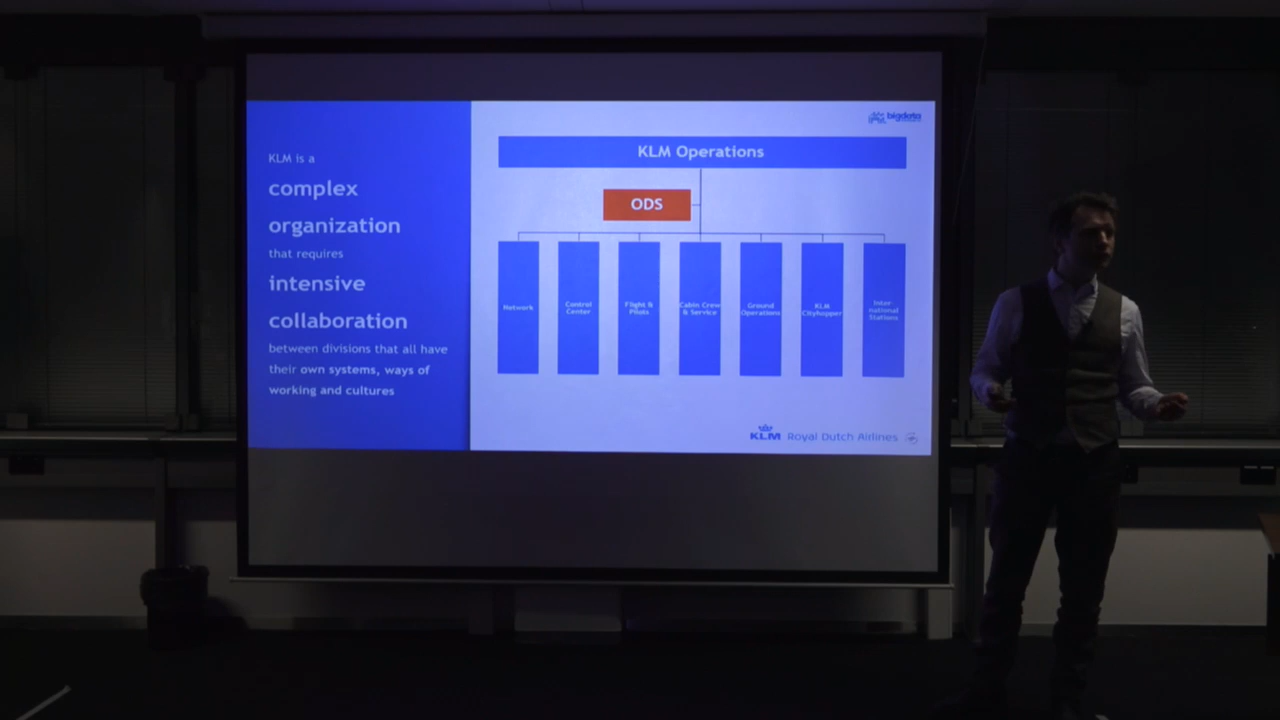 KLM is a
complex
organization
that requires
intensive
collaboration
between divisions that all have
their own systems, ways of
working and cultures
bigdata
KLM Operations
ODS
Network
Control
Center
Flight &
Pilots
Cabin Crew
& Service
Ground
Operations
KLM
Cityhopper
Inter-
national
Stations
KLM Royal Dutch Airlines